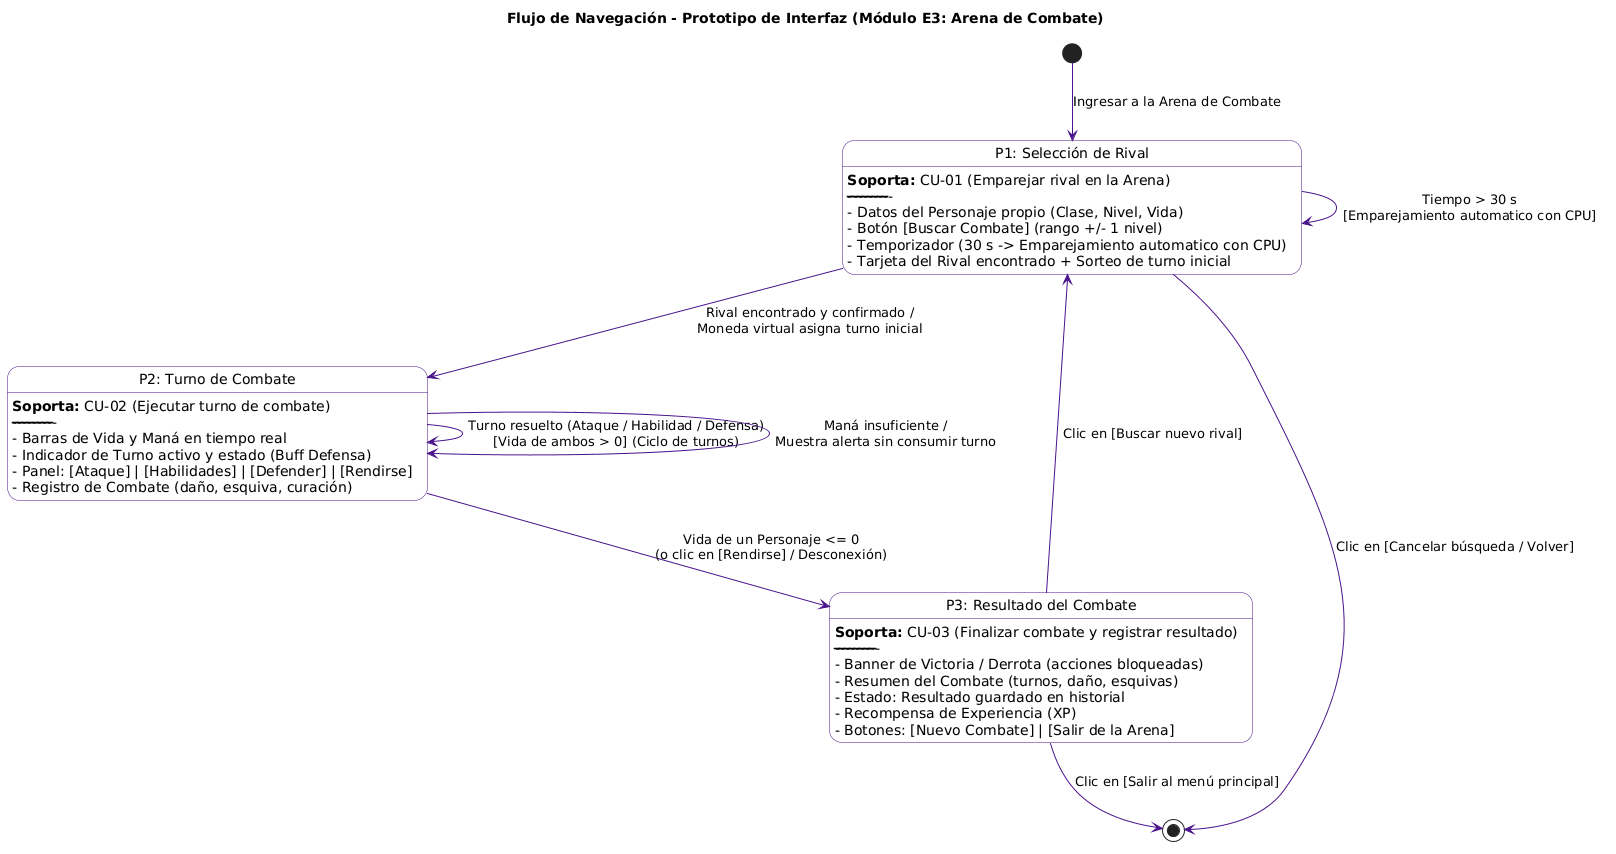 Flujo de Navegación - Prototipo de Interfaz (Módulo E3: Arena de Combate)
Ingresar a la Arena de Combate
P1: Selección de Rival
Soporta: CU-01 (Emparejar rival en la Arena)
- Datos del Personaje propio (Clase, Nivel, Vida)
- Botón [Buscar Combate] (rango +/- 1 nivel)
- Temporizador (30 s -> Emparejamiento automatico con CPU)
- Tarjeta del Rival encontrado + Sorteo de turno inicial
Tiempo > 30 s
[Emparejamiento automatico con CPU]
Rival encontrado y confirmado /
Moneda virtual asigna turno inicial
P2: Turno de Combate
Soporta: CU-02 (Ejecutar turno de combate)
- Barras de Vida y Maná en tiempo real
- Indicador de Turno activo y estado (Buff Defensa)
- Panel: [Ataque] | [Habilidades] | [Defender] | [Rendirse]
- Registro de Combate (daño, esquiva, curación)
Turno resuelto (Ataque / Habilidad / Defensa)
[Vida de ambos > 0] (Ciclo de turnos)
Maná insuficiente /
Muestra alerta sin consumir turno
Clic en [Buscar nuevo rival]
Vida de un Personaje <= 0
(o clic en [Rendirse] / Desconexión)
Clic en [Cancelar búsqueda / Volver]
P3: Resultado del Combate
Soporta: CU-03 (Finalizar combate y registrar resultado)
- Banner de Victoria / Derrota (acciones bloqueadas)
- Resumen del Combate (turnos, daño, esquivas)
- Estado: Resultado guardado en historial
- Recompensa de Experiencia (XP)
- Botones: [Nuevo Combate] | [Salir de la Arena]
Clic en [Salir al menú principal]